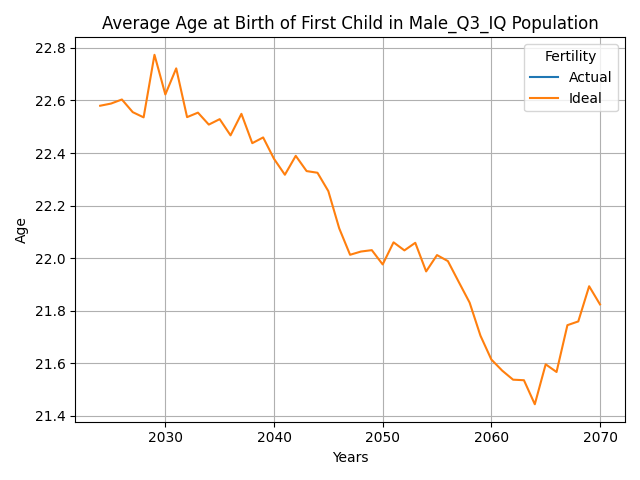 Average Age at Birth of First Child in Male_Q3_IQ Population
Fertility
Actual
Ideal
Age
22.8
22.6
22.4
22.2
22.0
21.8
21.6
21.4
2030
2040
2050
2060
2070
Years